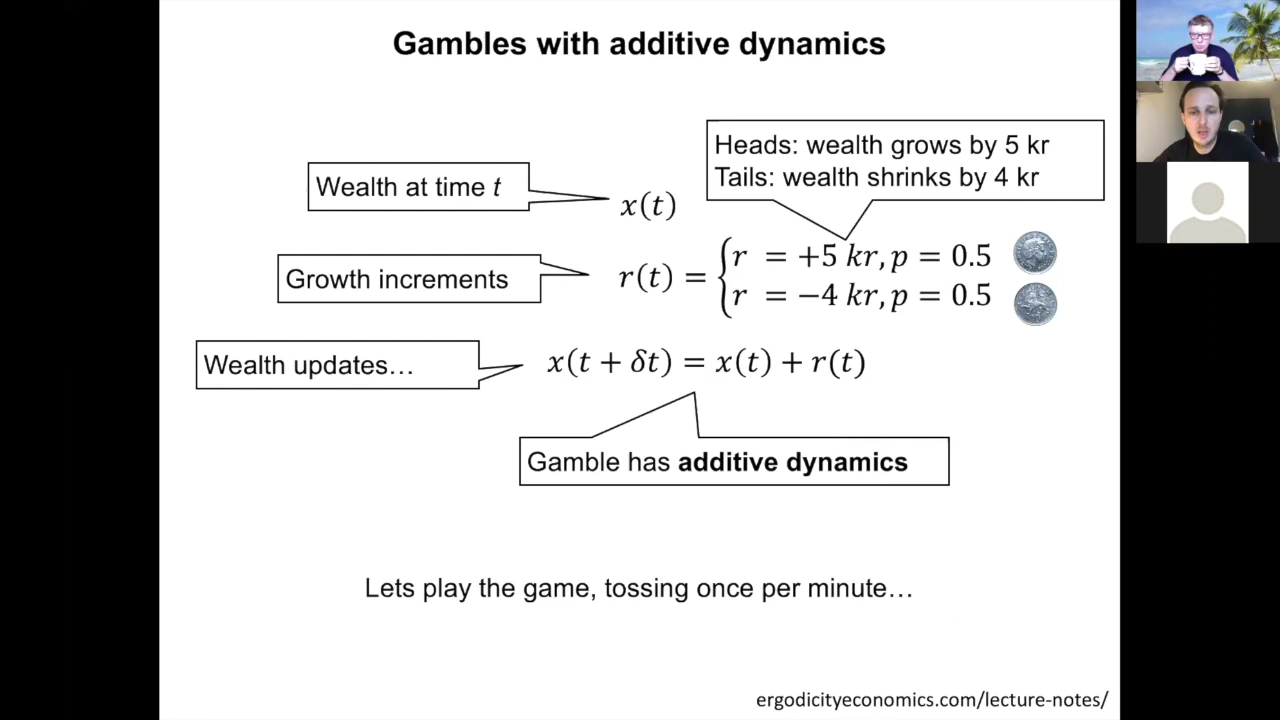 Gambles with additive dynamics
Heads: wealth grows by 5 kr
Tails: wealth shrinks by 4 kr
Wealth at time t
x(t)
Growth increments
r(t) = { r = +5 kr, p = 0.5
r = −4 kr, p = 0.5
Wealth updates…
x(t + δt) = x(t) + r(t)
Gamble has additive dynamics
Lets play the game, tossing once per minute…
ergodicityeconomics.com/lecture-notes/